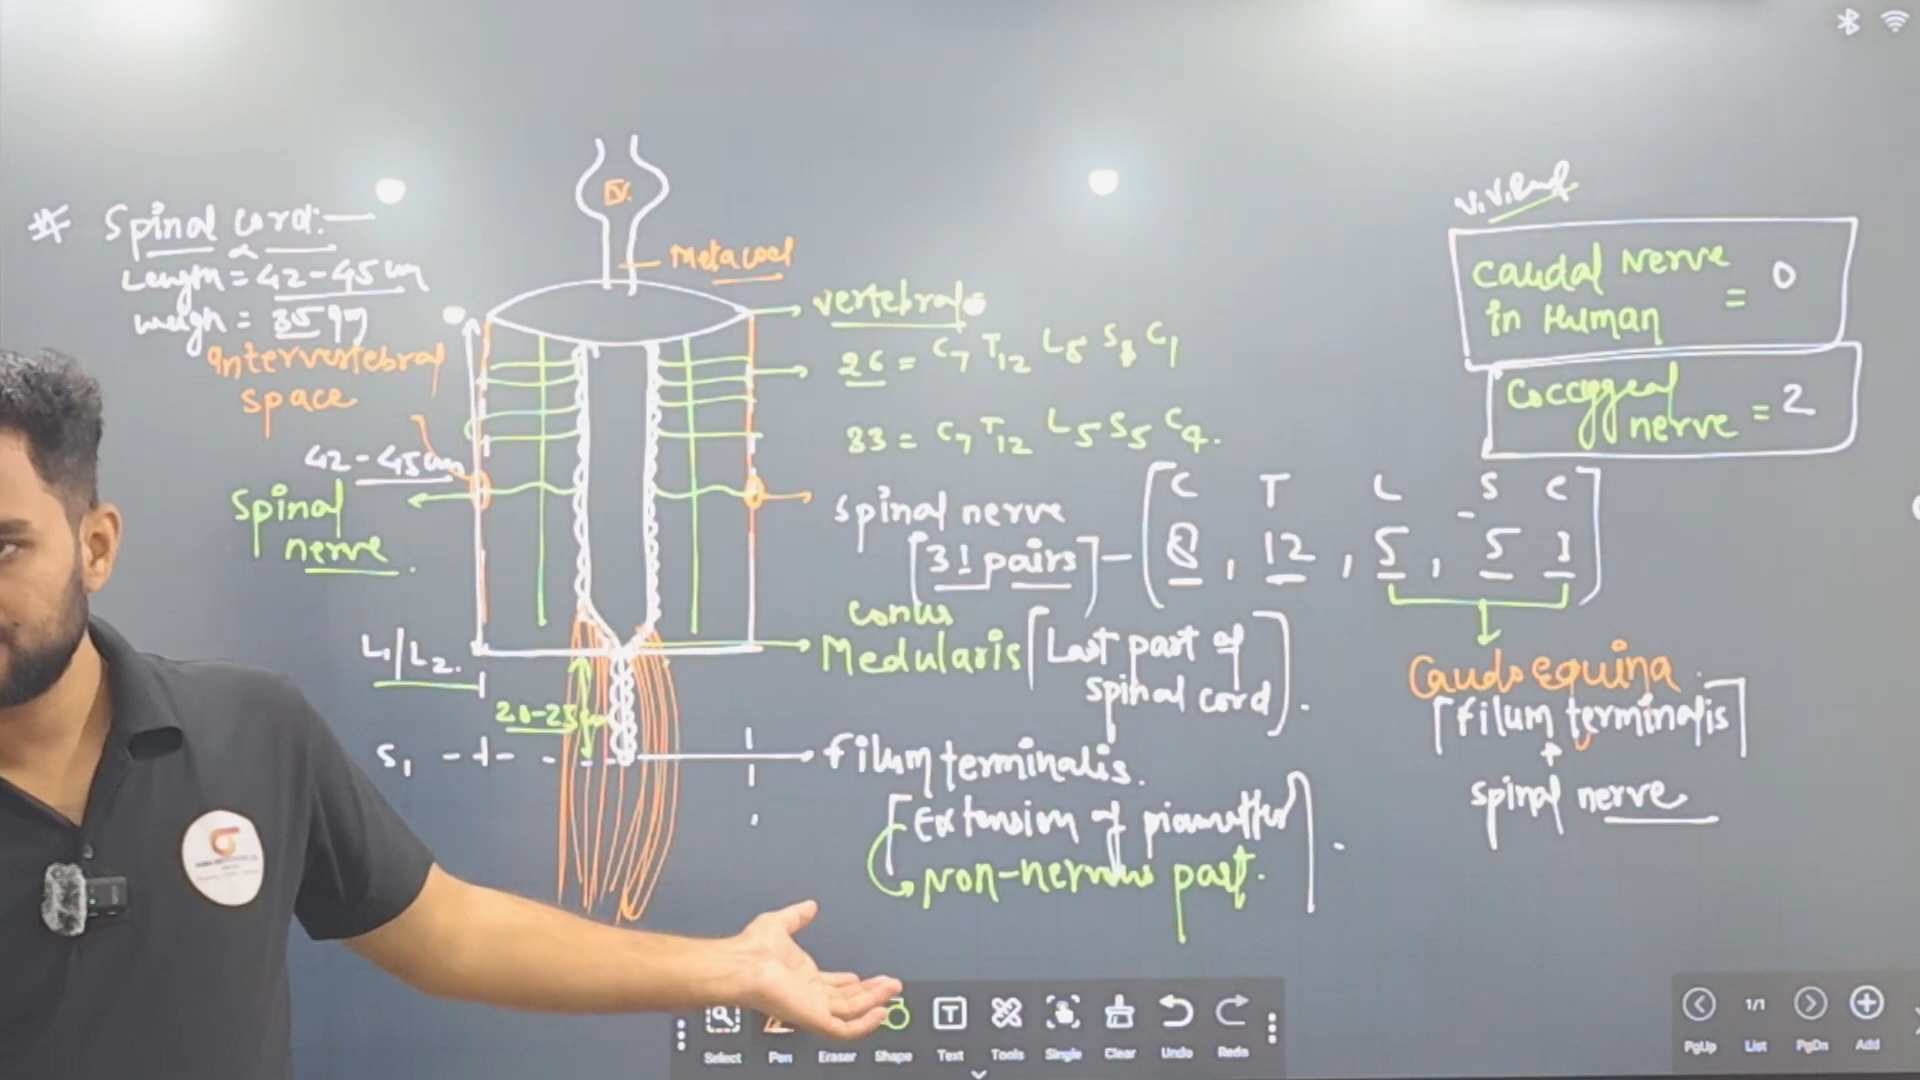 * Spinal cord:—
Length = 42-45 cm
weigh = 35 gm
intervertebral
space
42-45cm
Spinal
nerve.
L1/L2.
20-25
S1
IV.
Metacoel
vertebral
26 = C7 T12 L5 S1 C1
33 = C7 T12 L5 S5 C4.
spinal nerve
[31 pairs] - [C T L S C]
8, 12, 5, 5 1
Conus
Medularis [Last part of
spinal cord].
filum terminalis.
[Extension of piamatter]
Non-nervous part.
V.V.Imp
Caudal Nerve
in Human = 0
Coccygeal
nerve = 2
Cauda equina
[filum terminalis]
+
spinal nerve
Select Pen Eraser Shape Text Tools Single Clear Undo Redo
1/1
PgUp List PgDn Add